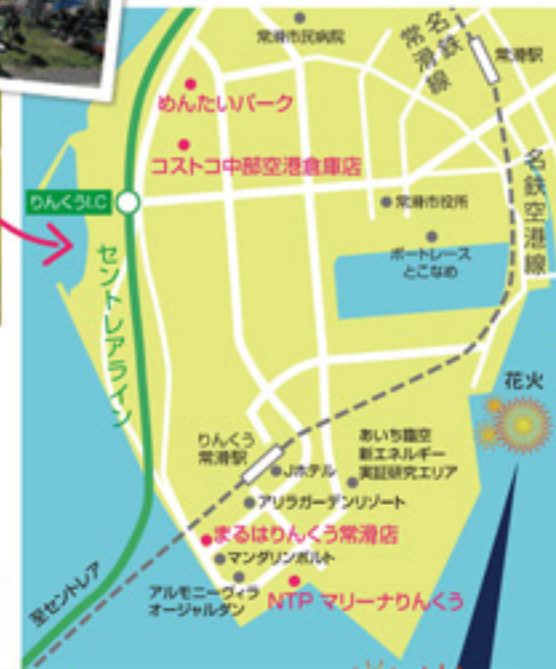 常滑市民病院
名鉄
常滑線
常滑駅
めんたいパーク
コストコ中部空港倉庫店
りんくうI.C
常滑市役所
名鉄空港線
ボートレース
とこなめ
セントレアライン
花火
りんくう
常滑駅
あいち臨空
新エネルギー
実証研究エリア
Jホテル
アリラガーデンリゾート
まるはりんくう常滑店
マンダリンポルト
アルモニーヴィラ
オージャルダン
NTP マリーナりんくう
至セントレア